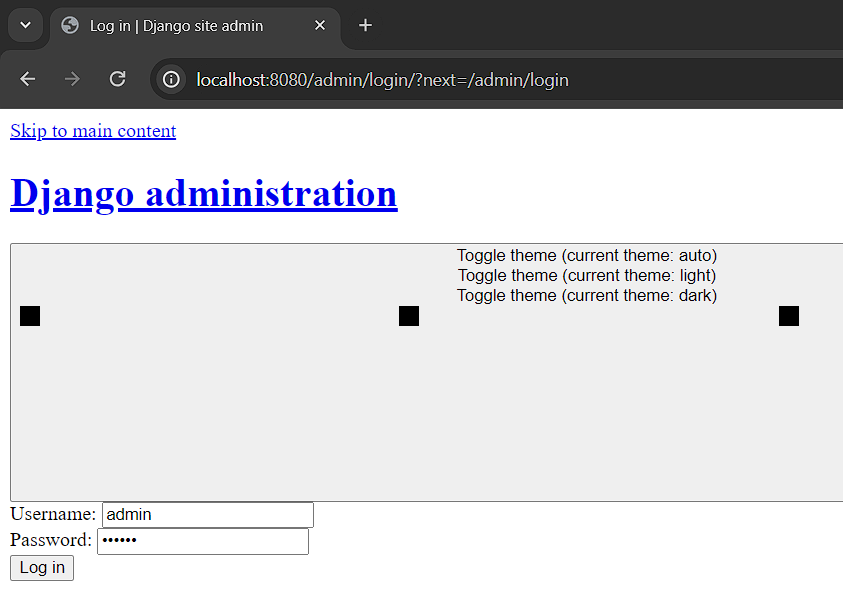 Log in | Django site admin
localhost:8080/admin/login/?next=/admin/login
Skip to main content
Django administration
Toggle theme (current theme: auto)
Toggle theme (current theme: light)
Toggle theme (current theme: dark)
Username: admin
Password: ••••••
Log in